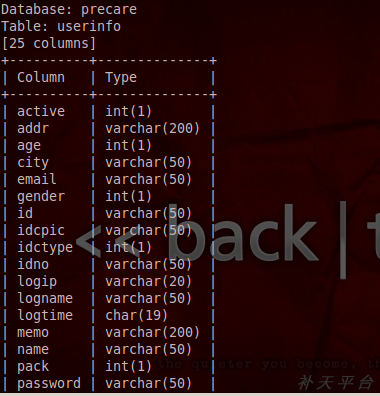 Database: precare
Table: userinfo
[25 columns]
+----------+--------------+
| Column | Type |
+----------+--------------+
| active | int(1) |
| addr | varchar(200) |
| age | int(1) |
| city | varchar(50) |
| email | varchar(50) |
| gender | int(1) |
| id | varchar(50) |
| idcpic | varchar(50) |
| idctype | int(1) |
| idno | varchar(50) |
| logip | varchar(20) |
| logname | varchar(50) |
| logtime | char(19) |
| memo | varchar(200) |
| name | varchar(50) |
| pack | int(1) |
| password | varchar(50) |
<< back | t
the quieter you become, th
补天平台